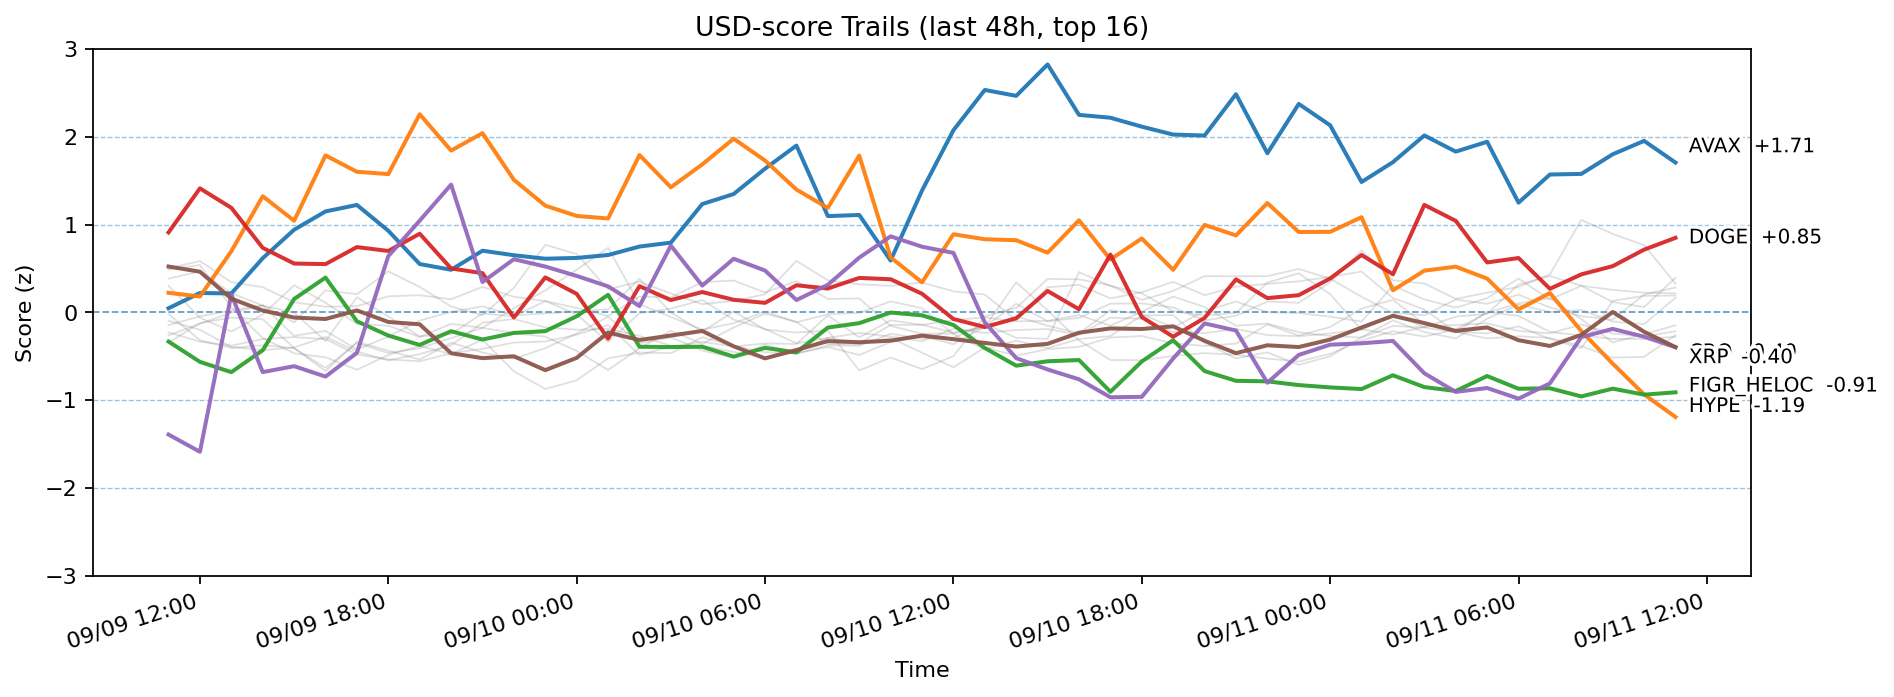 USD-score Trails (last 48h, top 16)
Score (z)
3
2
1
0
−1
−2
−3
AVAX +1.71
DOGE +0.85
XRP -0.40
FIGR_HELOC -0.91
HYPE -1.19
09/09 12:00
09/09 18:00
09/10 00:00
09/10 06:00
09/10 12:00
09/10 18:00
09/11 00:00
09/11 06:00
09/11 12:00
Time